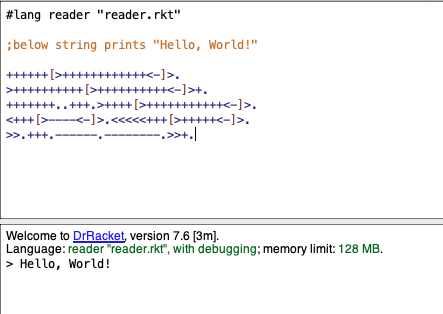 #lang reader "reader.rkt"
;below string prints "Hello, World!"
++++++[>++++++++++++<-]>.
>++++++++++[>++++++++++<-]>+.
+++++++..+++.>++++[>+++++++++++<-]>.
<+++[>----<-]>.<<<<<+++[>+++++<-]>.
>>.+++.------.--------.>>+.
Welcome to DrRacket, version 7.6 [3m].
Language: reader "reader.rkt", with debugging; memory limit: 128 MB.
> Hello, World!